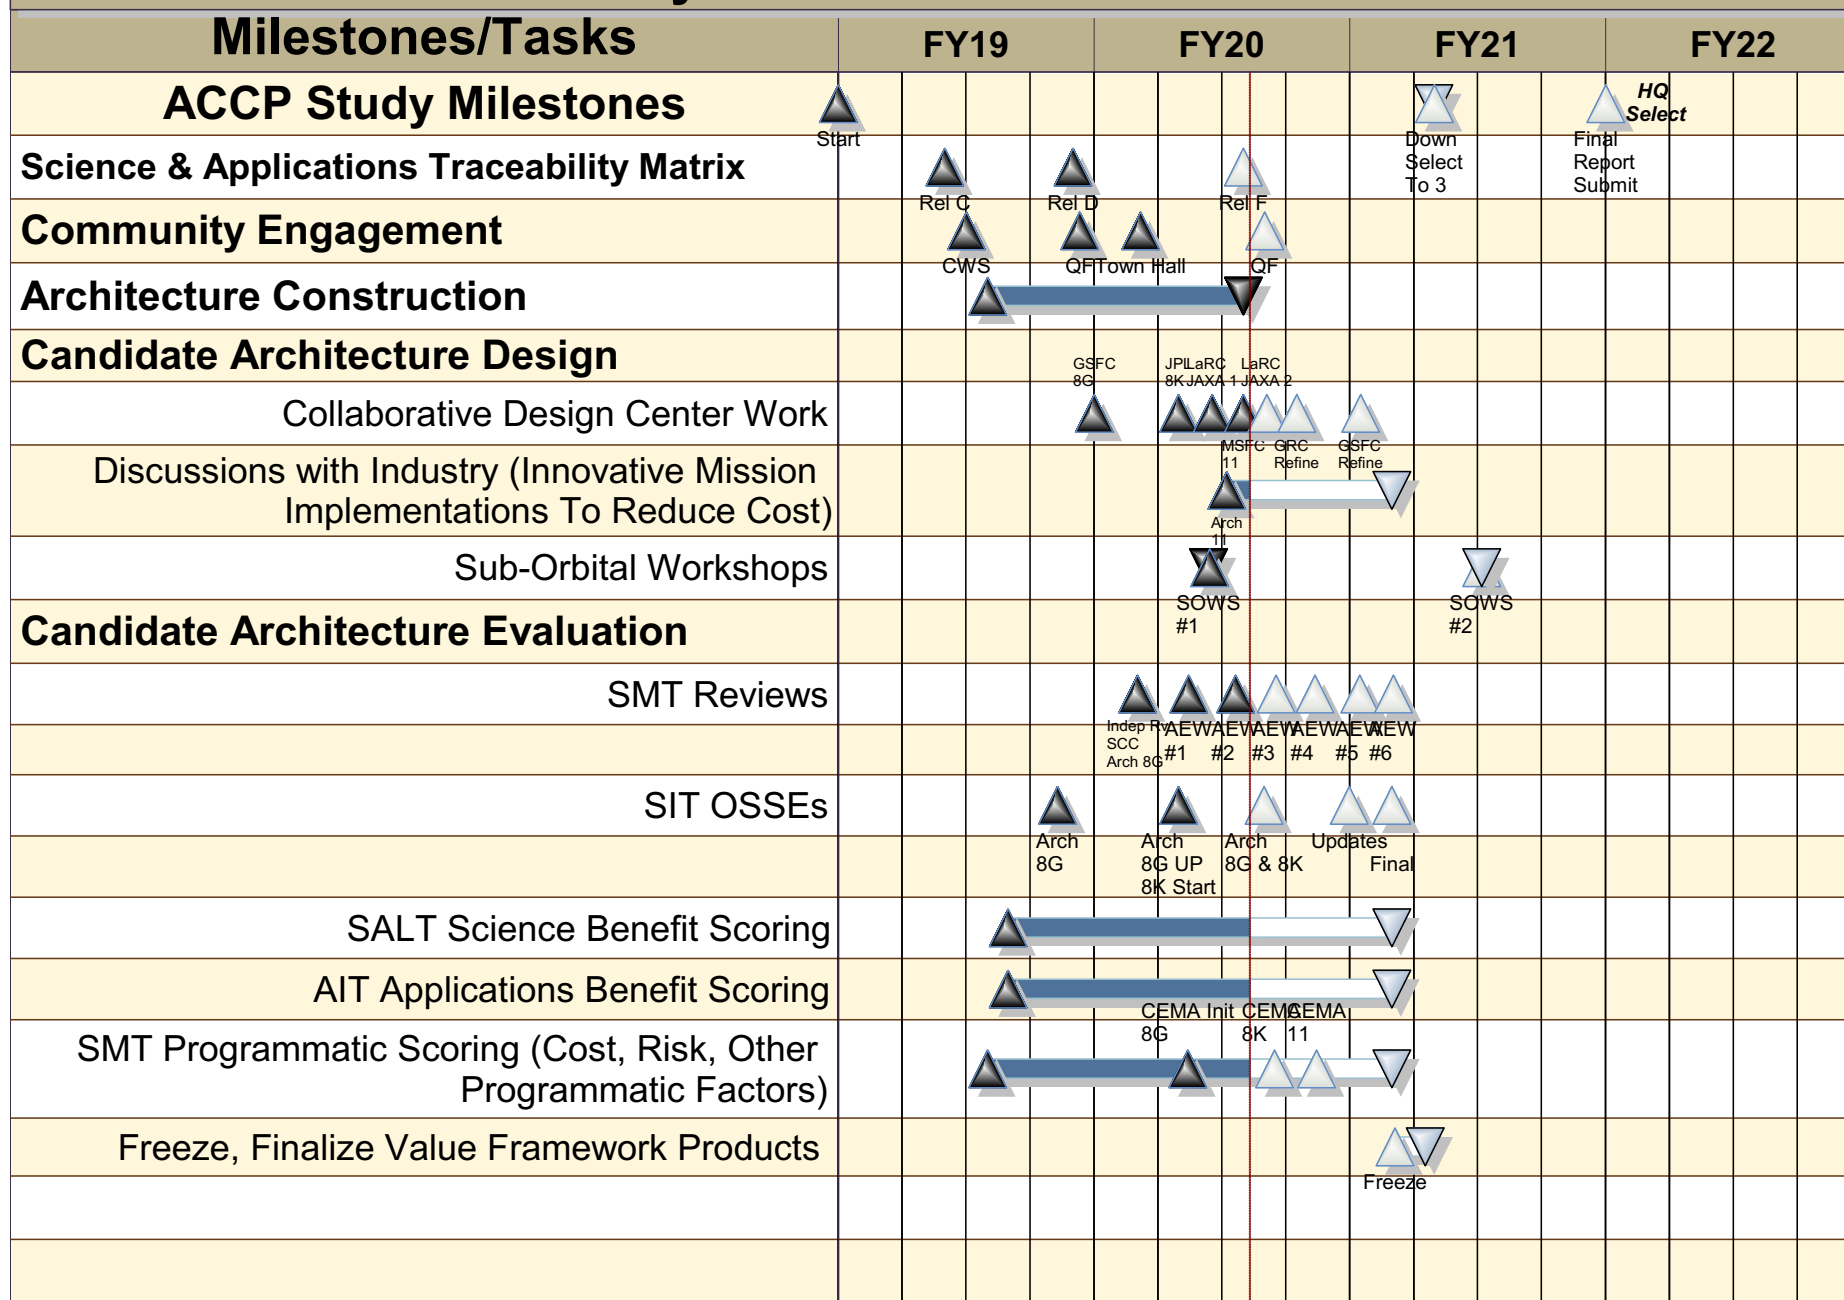 Milestones/Tasks FY19 FY20 FY21 FY22
ACCP Study Milestones
HQ
Select
Start
Down
Select
To 3
Final
Report
Submit
Science & Applications Traceability Matrix
Rel C Rel D Rel F
Community Engagement
CWS QF Town Hall QF
Architecture Construction
Candidate Architecture Design
GSFC
8G
JPL
8K
LaRC
JAXA 1
LaRC
JAXA 2
Collaborative Design Center Work
MSFC
11
GRC
Refine
GSFC
Refine
Discussions with Industry (Innovative Mission
Implementations To Reduce Cost)
Arch
11
Sub-Orbital Workshops
SOWS
#1
SOWS
#2
Candidate Architecture Evaluation
SMT Reviews
Indep Rv
SCC
Arch 8G
AEW
#1
AEW
#2
AEW
#3
AEW
#4
AEW
#5
AEW
#6
SIT OSSEs
Arch
8G
Arch
8G UP
8K Start
Arch
8G & 8K
Updates
Final
SALT Science Benefit Scoring
AIT Applications Benefit Scoring
CEMA Init
8G
CEMA
8K
CEMA
11
SMT Programmatic Scoring (Cost, Risk, Other
Programmatic Factors)
Freeze, Finalize Value Framework Products
Freeze